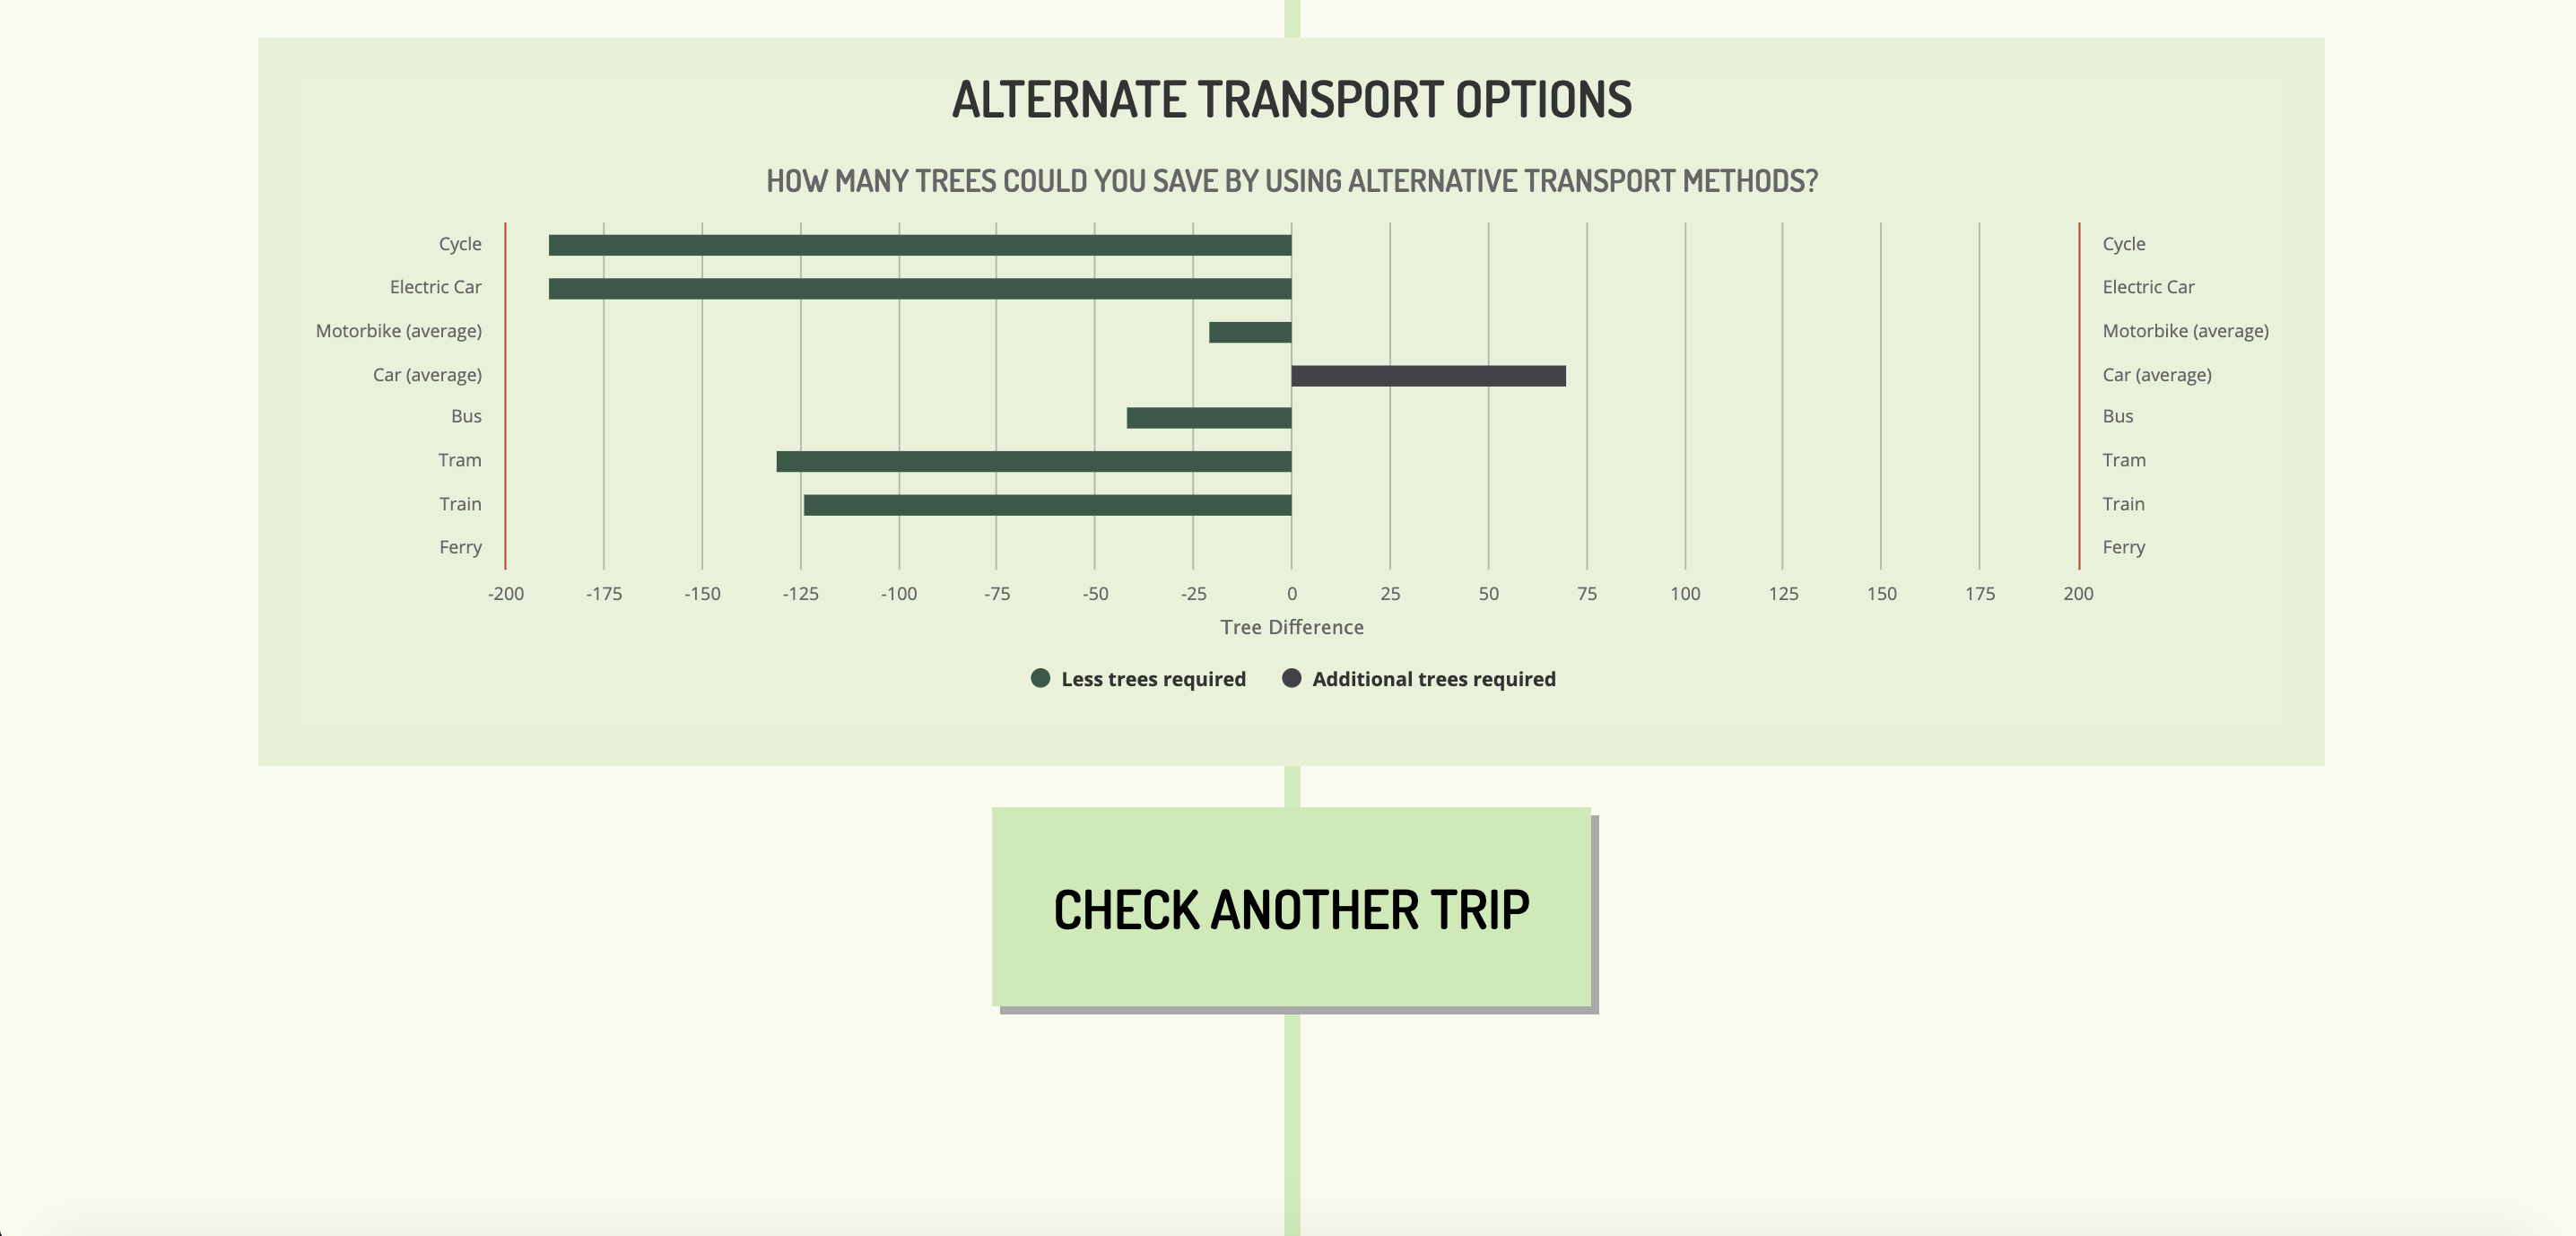 ALTERNATE TRANSPORT OPTIONS
HOW MANY TREES COULD YOU SAVE BY USING ALTERNATIVE TRANSPORT METHODS?
Cycle Cycle
Electric Car Electric Car
Motorbike (average) Motorbike (average)
Car (average) Car (average)
Bus Bus
Tram Tram
Train Train
Ferry Ferry
-200 -175 -150 -125 -100 -75 -50 -25 0 25 50 75 100 125 150 175 200
Tree Difference
Less trees required Additional trees required
CHECK ANOTHER TRIP